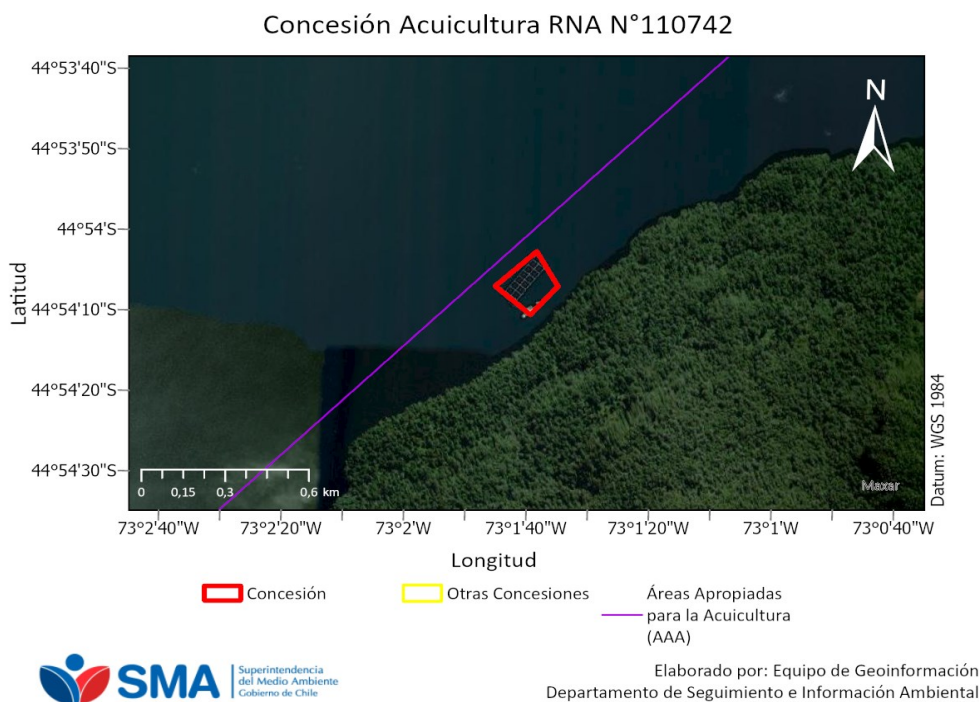 Concesión Acuicultura RNA N°110742
44°53'40"S
44°53'50"S
44°54'S
44°54'10"S
44°54'20"S
44°54'30"S
Latitud
N
0 0,15 0,3 0,6 km
Maxar
Datum: WGS 1984
73°2'40"W 73°2'20"W 73°2'W 73°1'40"W 73°1'20"W 73°1'W 73°0'40"W
Longitud
Concesión
Otras Concesiones
Áreas Apropiadas
para la Acuicultura
(AAA)
SMA
Superintendencia
del Medio Ambiente
Gobierno de Chile
Elaborado por: Equipo de Geoinformación
Departamento de Seguimiento e Información Ambiental